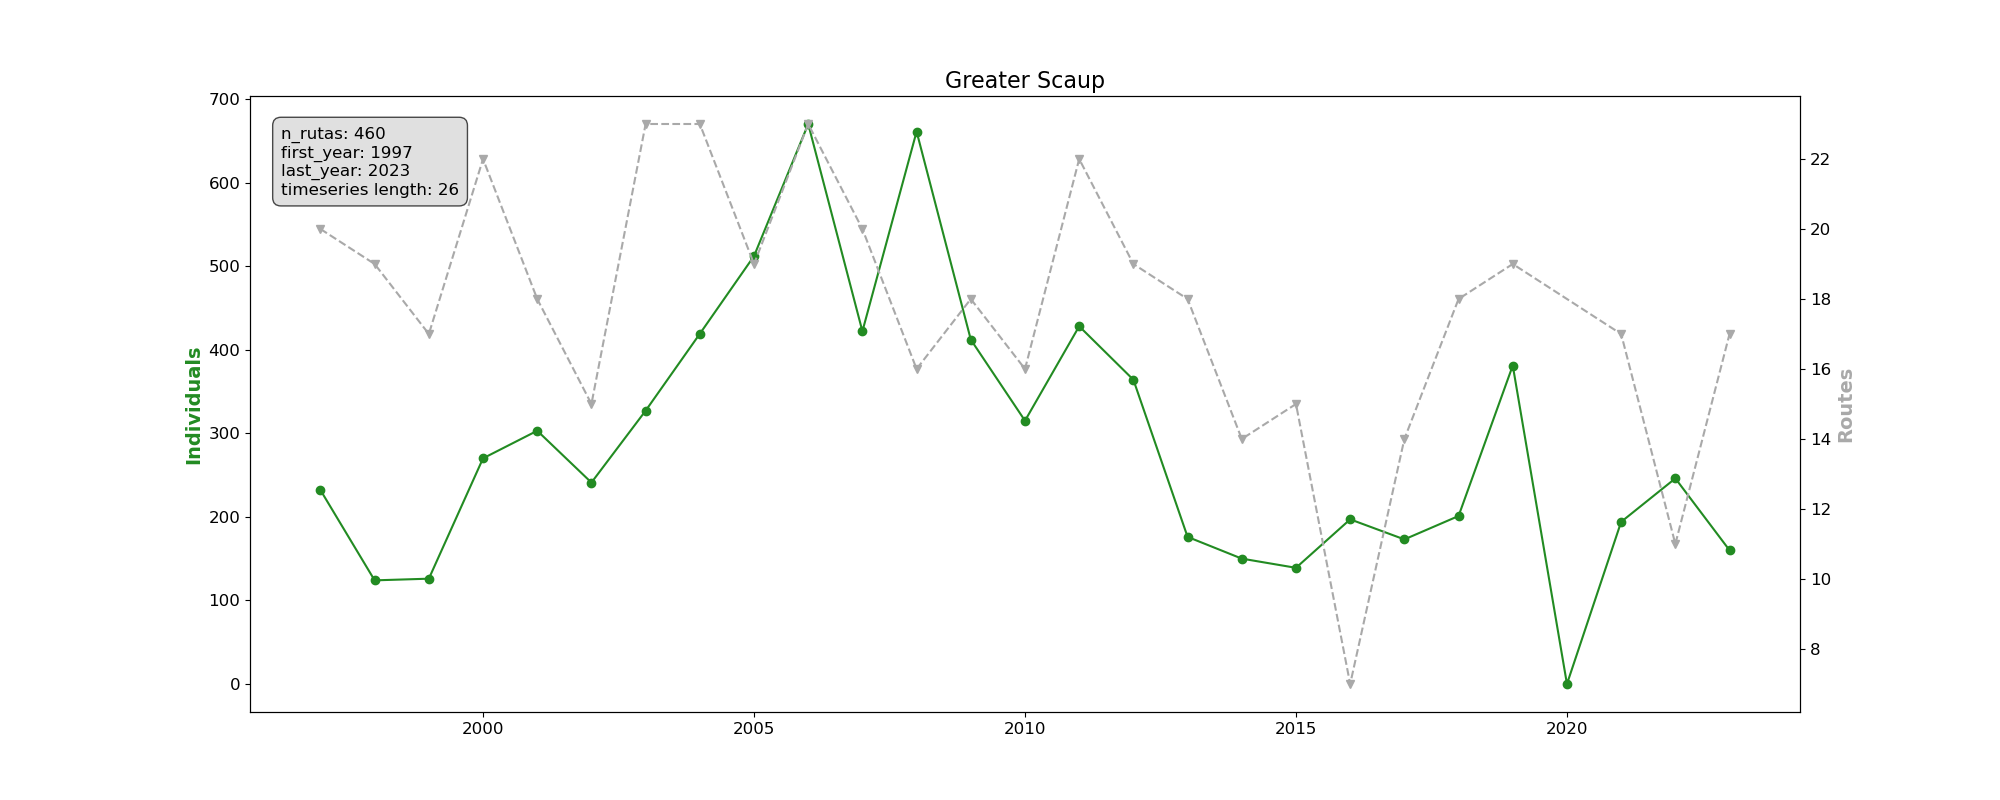 Greater Scaup
n_rutas: 460
first_year: 1997
last_year: 2023
timeseries length: 26
Individuals
700
600
500
400
300
200
100
0
22
20
18
16
14
12
10
8
Routes
2000 2005 2010 2015 2020